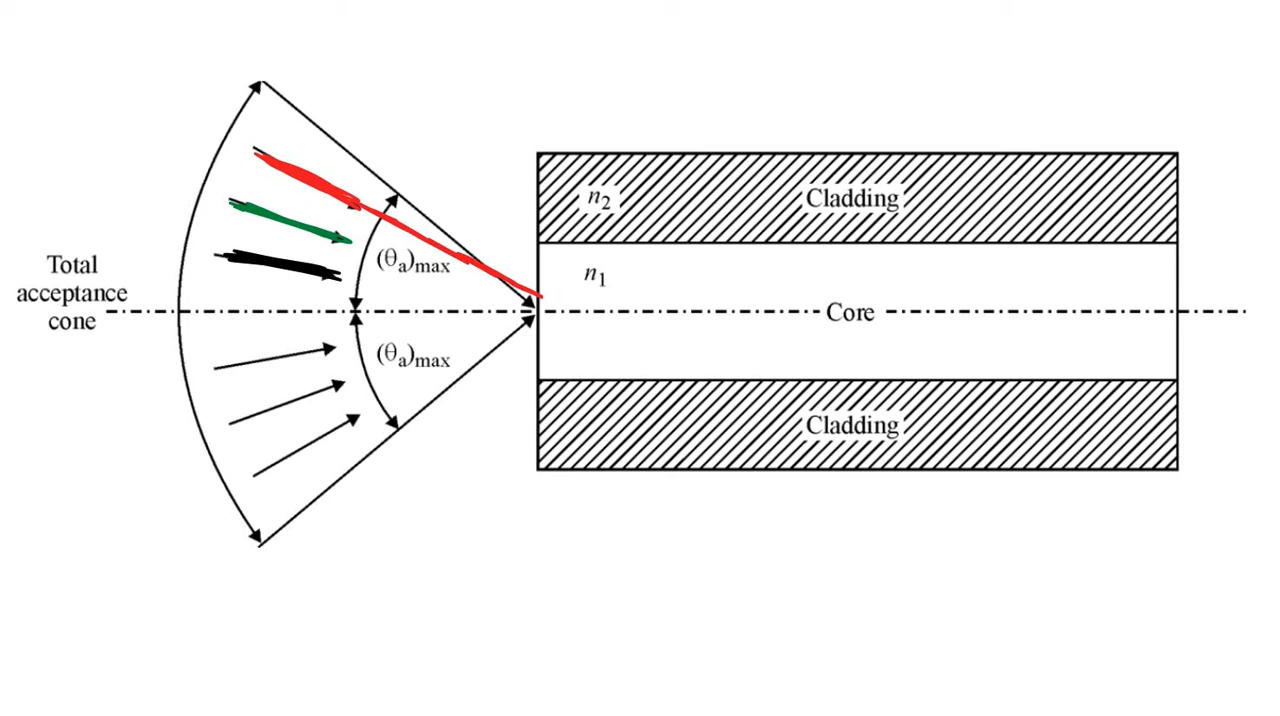 n₂
Cladding
(θₐ)max
Total
acceptance
cone
n₁
Core
(θₐ)max
Cladding